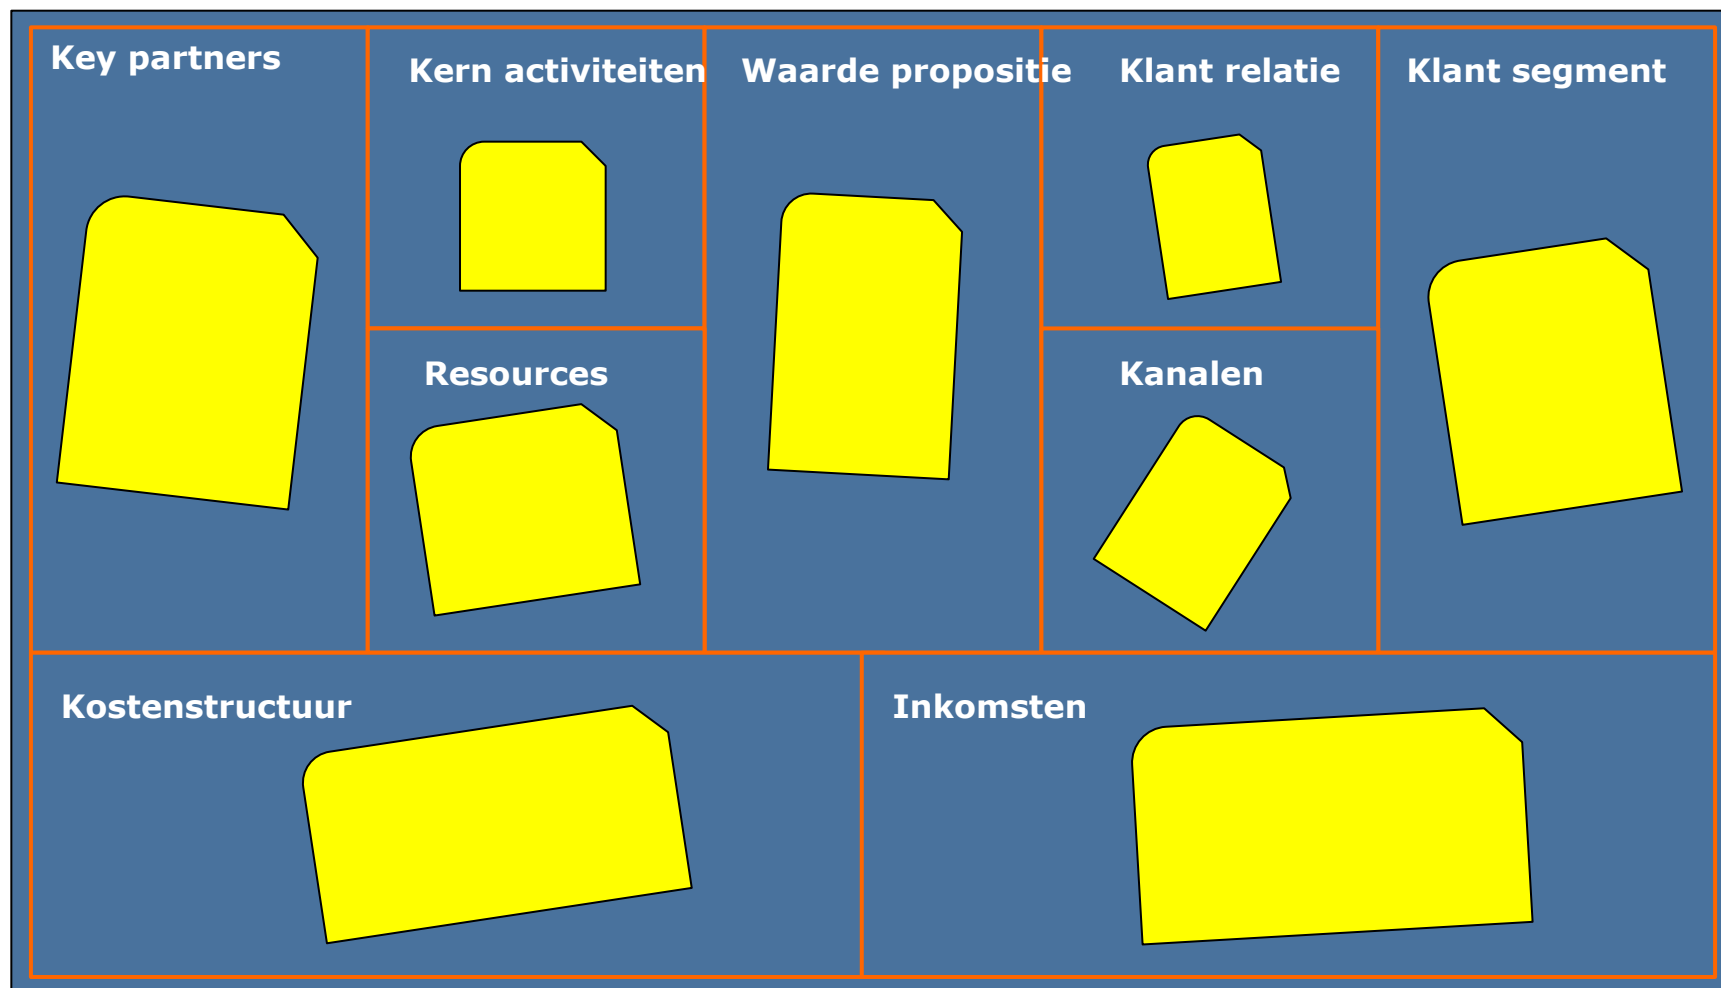 Key partners
Kern activiteiten
Waarde propositie
Klant relatie
Klant segment
Resources
Kanalen
Kostenstructuur
Inkomsten